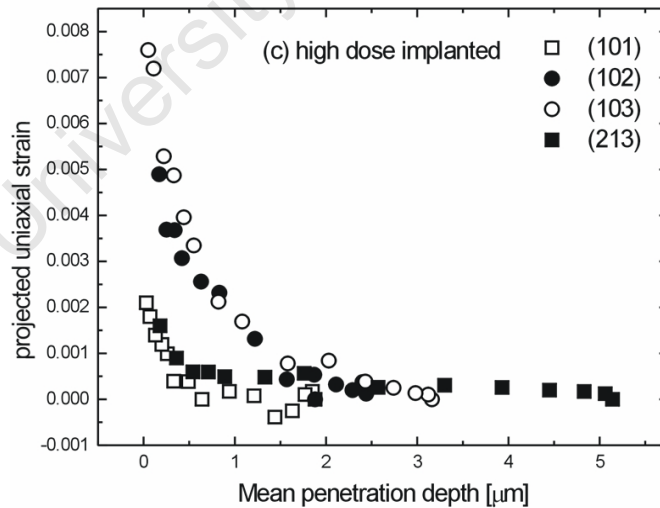 University
(c) high dose implanted
(101)
(102)
(103)
(213)
projected uniaxial strain
0.008
0.007
0.006
0.005
0.004
0.003
0.002
0.001
0.000
-0.001
0 1 2 3 4 5
Mean penetration depth [μm]